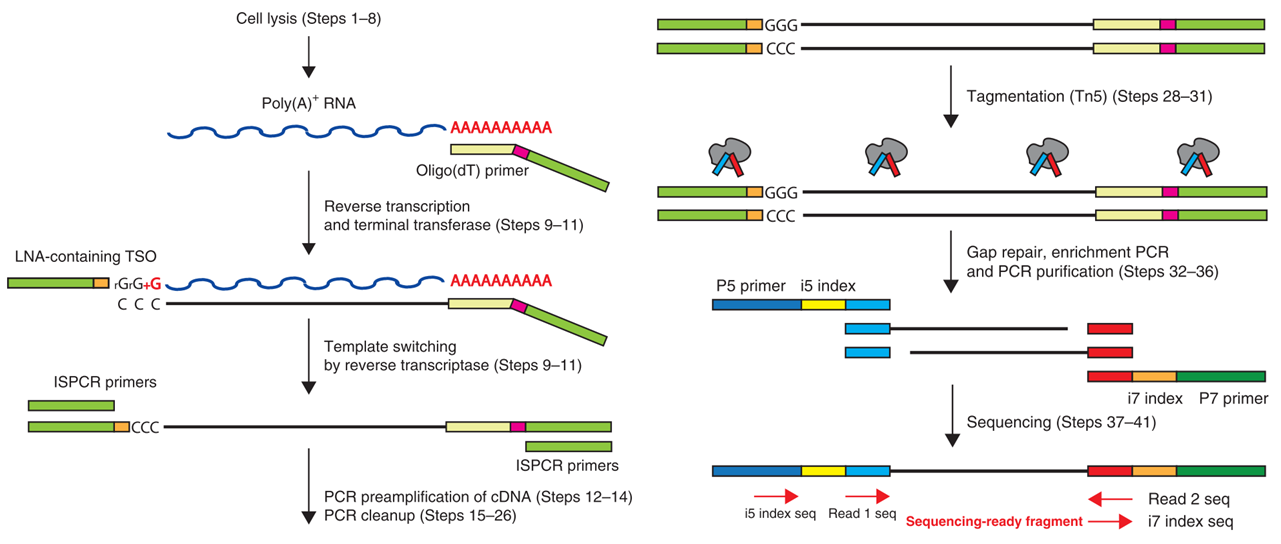 Cell lysis (Steps 1–8)
Poly(A)+ RNA
AAAAAAAAAA
Oligo(dT) primer
Reverse transcription
and terminal transferase (Steps 9–11)
LNA-containing TSO
rGrG+G
AAAAAAAAAA
C C C
Template switching
by reverse transcriptase (Steps 9–11)
ISPCR primers
CCC
ISPCR primers
PCR preamplification of cDNA (Steps 12–14)
PCR cleanup (Steps 15–26)
GGG
CCC
Tagmentation (Tn5) (Steps 28–31)
GGG
CCC
Gap repair, enrichment PCR
and PCR purification (Steps 32–36)
P5 primer i5 index
i7 index P7 primer
Sequencing (Steps 37–41)
i5 index seq Read 1 seq
Read 2 seq
Sequencing-ready fragment
i7 index seq